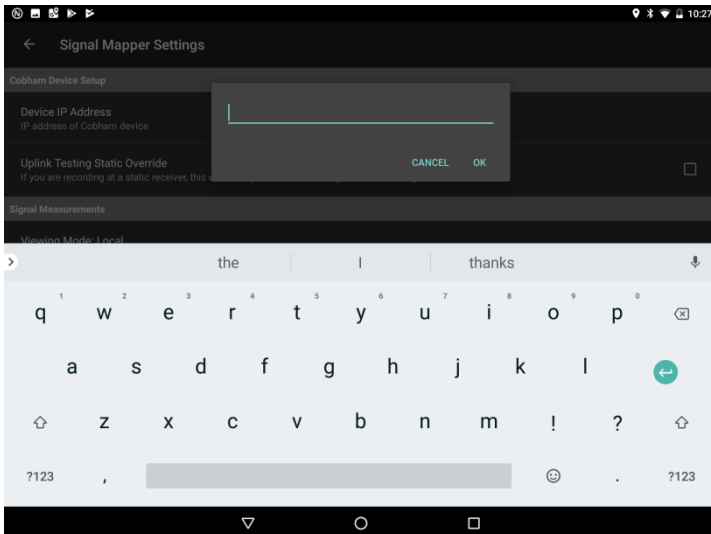 10:27
Signal Mapper Settings
Cobham Device Setup
Device IP Address
IP address of Cobham device
Uplink Testing Static Override
If you are recording at a static receiver, this
CANCEL OK
Signal Measurements
Viewing Mode: Local
the I thanks
1 2 3 4 5 6 7 8 9 0
q w e r t y u i o p
a s d f g h j k l
z x c v b n m ! ?
?123 , . ?123